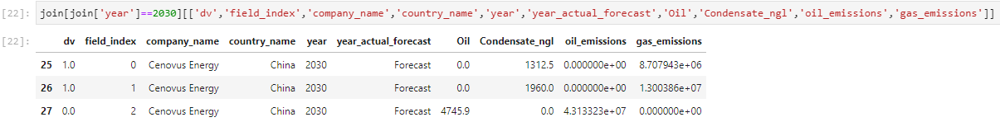 [22]: join[join['year']==2030][['dv','field_index','company_name','country_name','year','year_actual_forecast','Oil','Condensate_ngl','oil_emissions','gas_emissions']]
[22]: dv field_index company_name country_name year year_actual_forecast Oil Condensate_ngl oil_emissions gas_emissions
25 1.0 0 Cenovus Energy China 2030 Forecast 0.0 1312.5 0.000000e+00 8.707943e+06
26 1.0 1 Cenovus Energy China 2030 Forecast 0.0 1960.0 0.000000e+00 1.300386e+07
27 0.0 2 Cenovus Energy China 2030 Forecast 4745.9 0.0 4.313323e+07 0.000000e+00